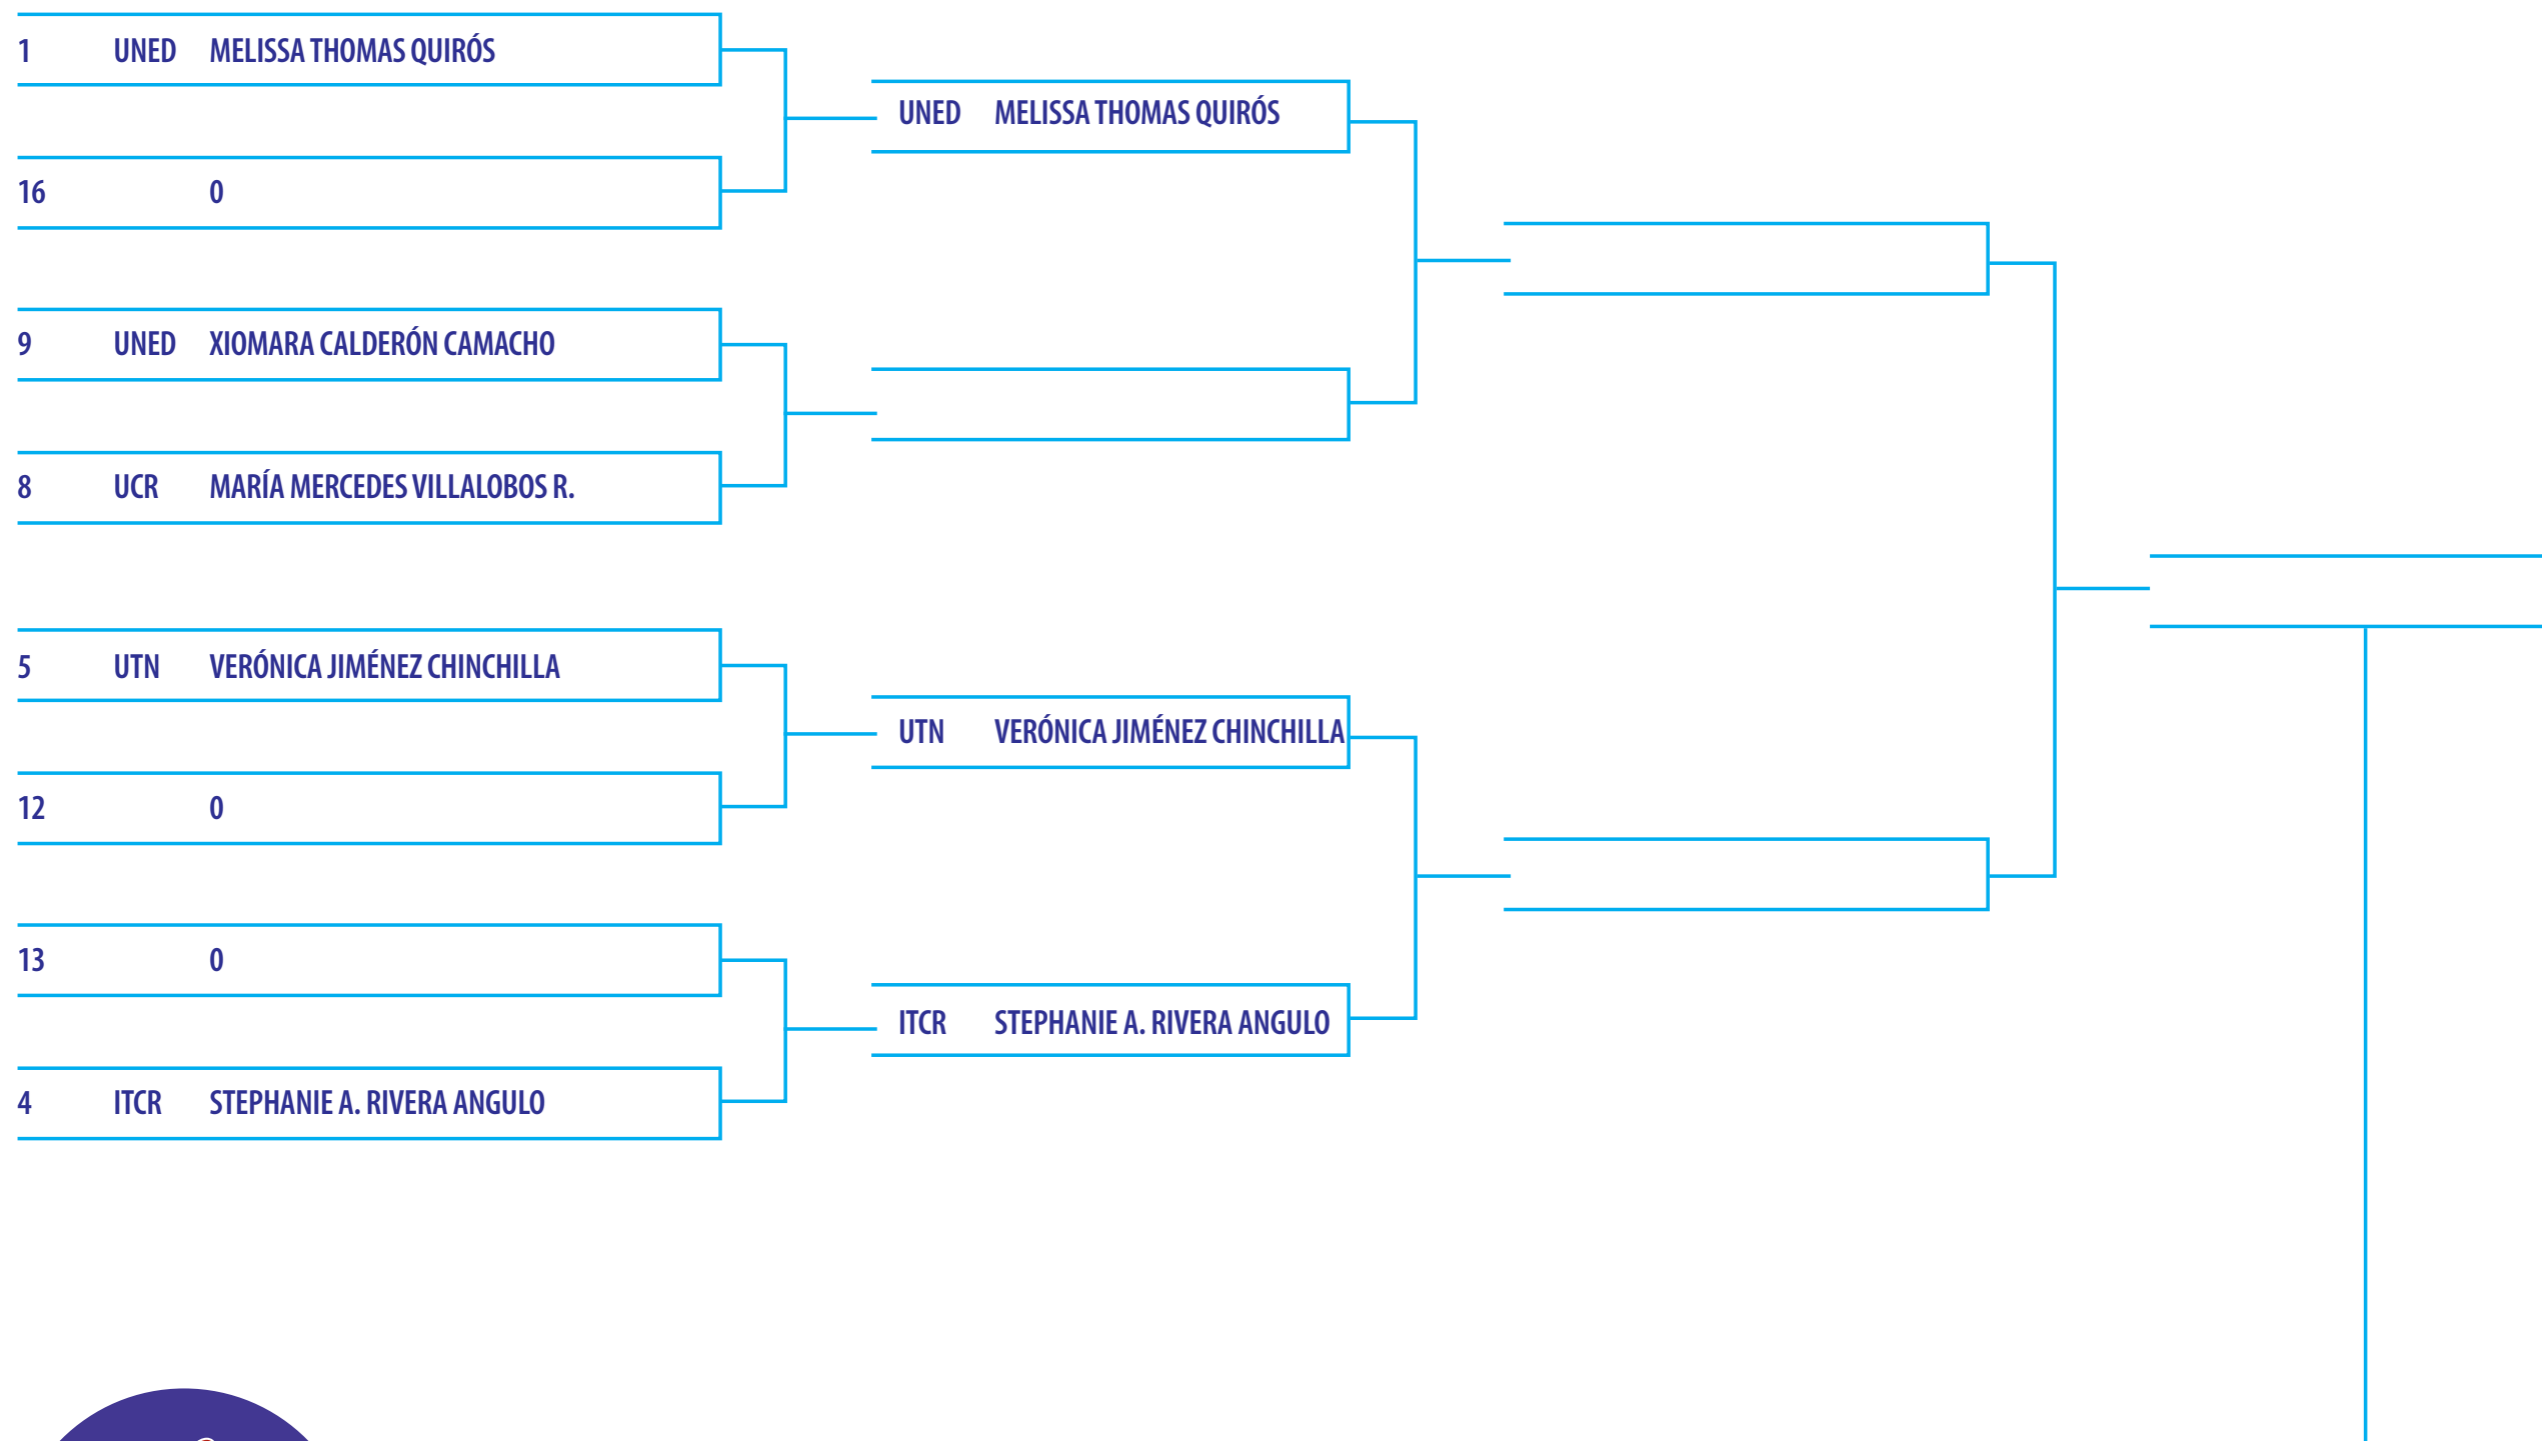 1 UNED MELISSA THOMAS QUIRÓS
16 0
9 UNED XIOMARA CALDERÓN CAMACHO
8 UCR MARÍA MERCEDES VILLALOBOS R.
5 UTN VERÓNICA JIMÉNEZ CHINCHILLA
12 0
13 0
4 ITCR STEPHANIE A. RIVERA ANGULO
UNED MELISSA THOMAS QUIRÓS
UTN VERÓNICA JIMÉNEZ CHINCHILLA
ITCR STEPHANIE A. RIVERA ANGULO